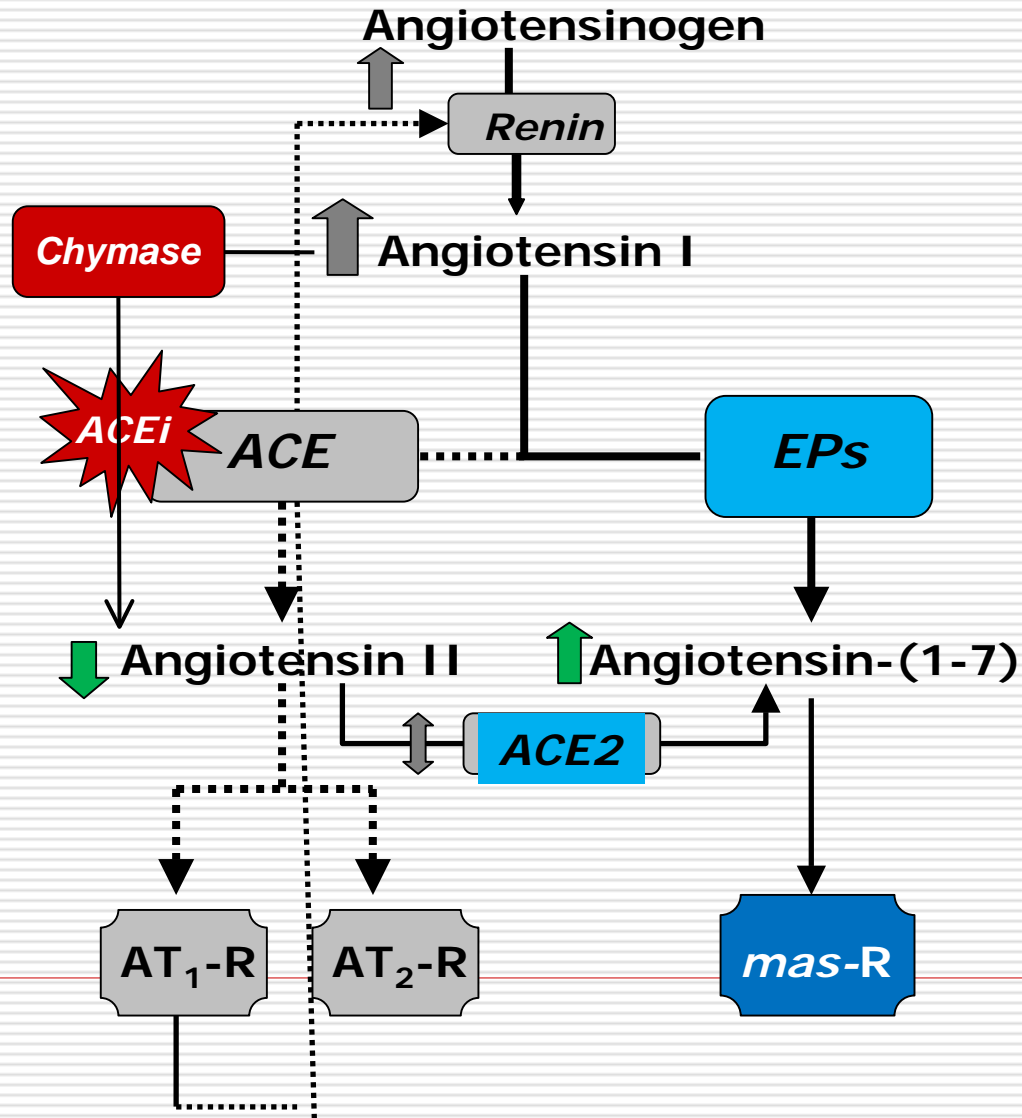 Angiotensinogen
Renin
Chymase
Angiotensin I
ACEi
ACE
EPs
Angiotensin II
Angiotensin-(1-7)
ACE2
AT₁-R
AT₂-R
mas-R